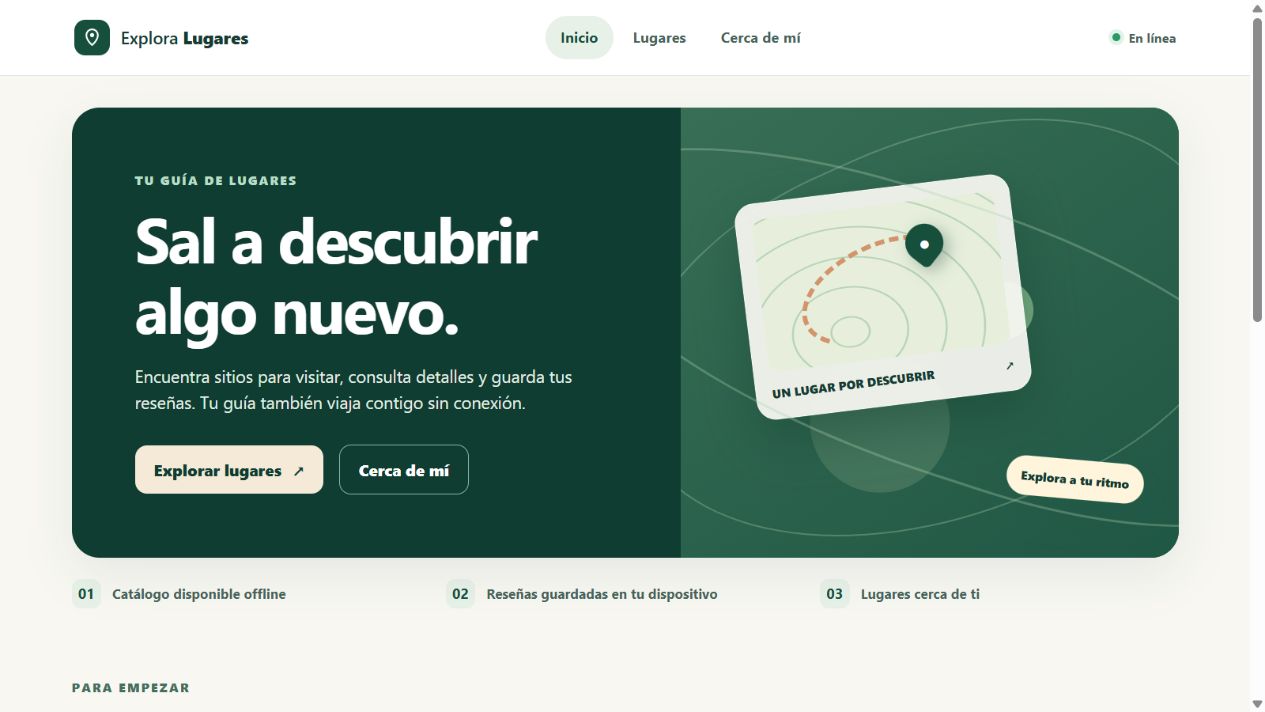 Explora Lugares
Inicio
Lugares
Cerca de mí
En línea
TU GUÍA DE LUGARES
Sal a descubrir
algo nuevo.
Encuentra sitios para visitar, consulta detalles y guarda tus
reseñas. Tu guía también viaja contigo sin conexión.
Explorar lugares ↗
Cerca de mí
UN LUGAR POR DESCUBRIR ↗
Explora a tu ritmo
01 Catálogo disponible offline
02 Reseñas guardadas en tu dispositivo
03 Lugares cerca de ti
PARA EMPEZAR